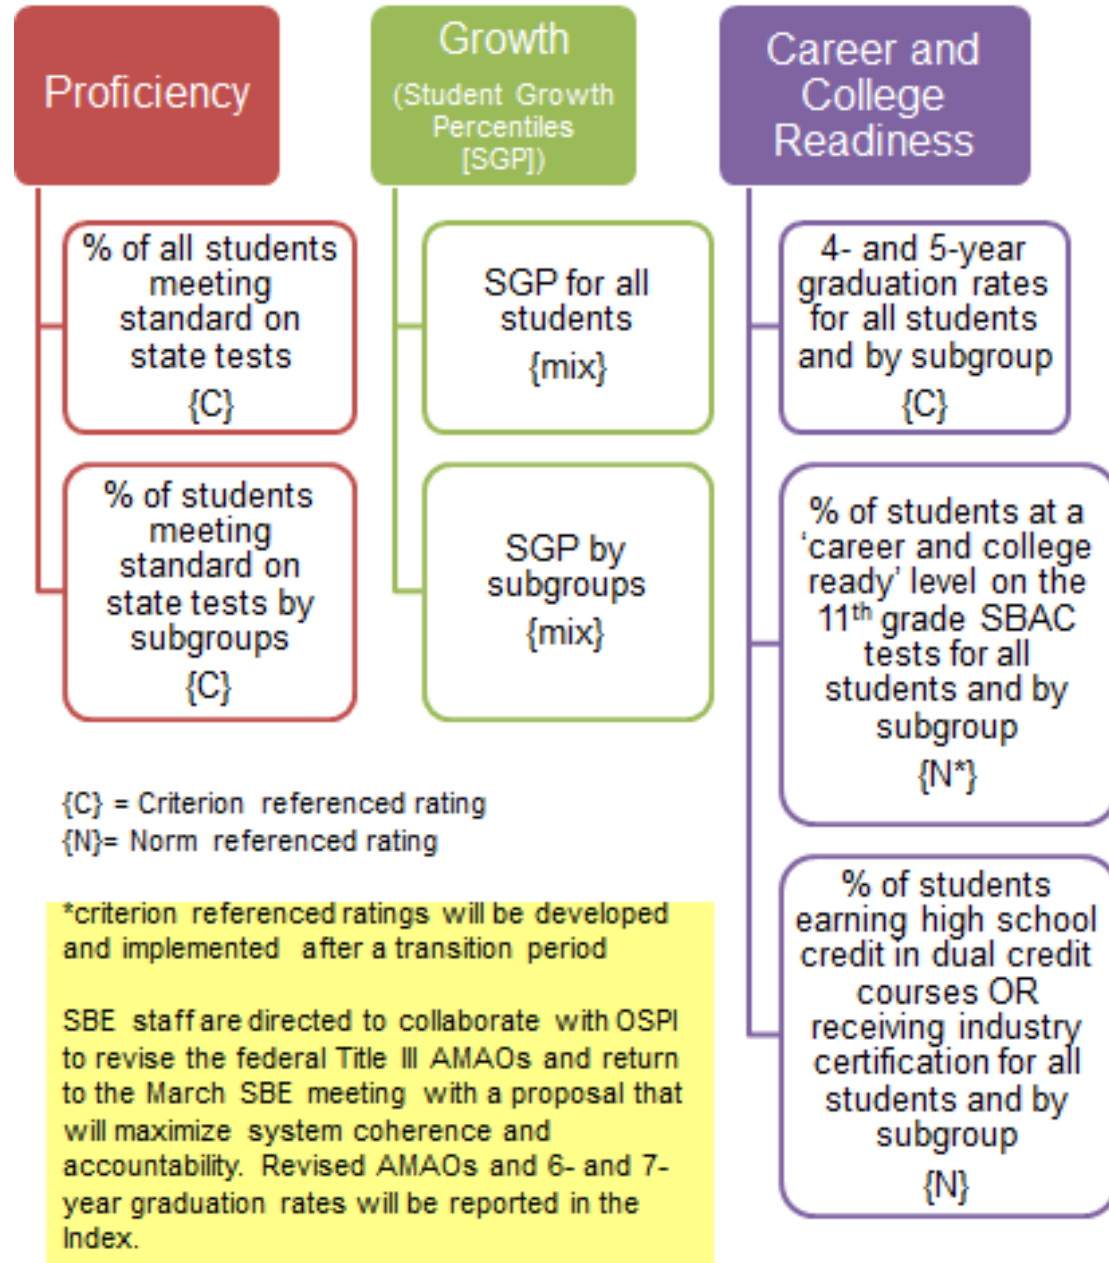 Proficiency
% of all students
meeting
standard on
state tests
{C}
% of students
meeting
standard on
state tests by
subgroups
{C}
Growth
(Student Growth
Percentiles
[SGP])
SGP for all
students
{mix}
SGP by
subgroups
{mix}
Career and
College
Readiness
4- and 5-year
graduation rates
for all students
and by subgroup
{C}
% of students at a
‘career and college
ready’ level on the
11th grade SBAC
tests for all
students and by
subgroup
{N*}
% of students
earning high school
credit in dual credit
courses OR
receiving industry
certification for all
students and by
subgroup
{N}
{C} = Criterion referenced rating
{N}= Norm referenced rating
*criterion referenced ratings will be developed
and implemented after a transition period
SBE staff are directed to collaborate with OSPI
to revise the federal Title III AMAOs and return
to the March SBE meeting with a proposal that
will maximize system coherence and
accountability. Revised AMAOs and 6- and 7-
year graduation rates will be reported in the
Index.